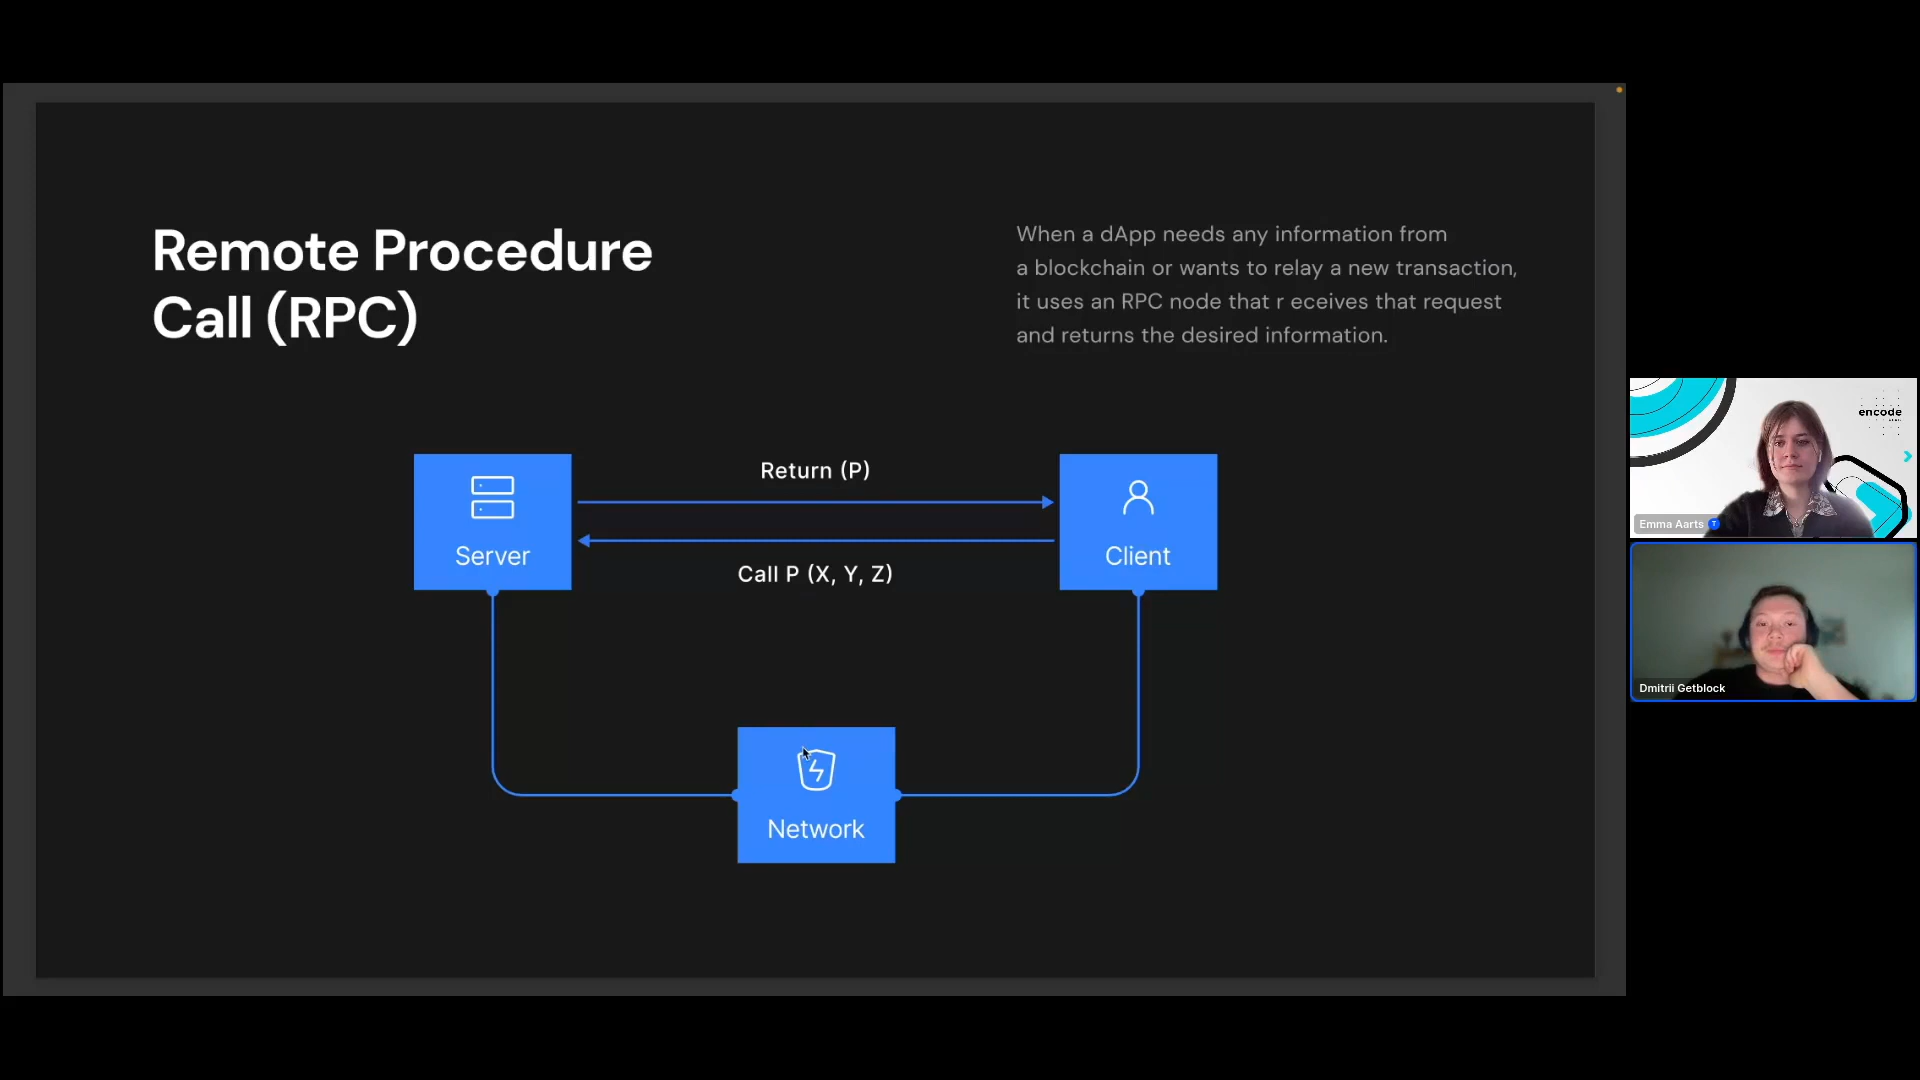 Remote Procedure
Call (RPC)
When a dApp needs any information from
a blockchain or wants to relay a new transaction,
it uses an RPC node that r eceives that request
and returns the desired information.
Return (P)
Server
Client
Call P (X, Y, Z)
Network
encode
Emma Aarts
Dmitrii Getblock